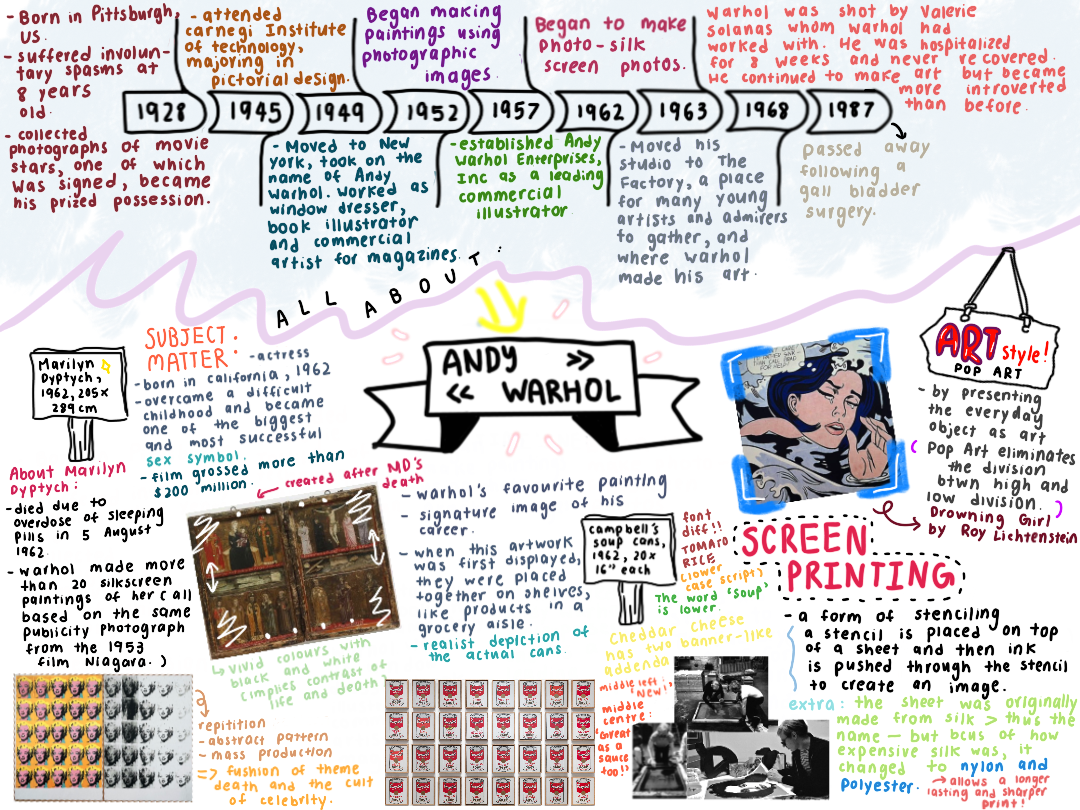 - Born in Pittsburgh,
US.
- suffered involun-
tary spasms at
8 years
old.
- collected
photographs of movie
stars, one of which
was signed, became
his prized possession.
- attended
carnegi Institute
of technology,
majoring in
pictorial design.
Began making
paintings using
photographic
images.
Began to make
photo-silk
screen photos.
Warhol was shot by Valerie
Solanas whom warhol had
worked with. He was hospitalized
for 8 weeks and never recovered.
He continued to make art but became
more introverted
than before.
1928 1945 1949 1952 1957 1962 1963 1968 1987
- Moved to New
york, took on the
name of Andy
Warhol. Worked as
window dresser,
book illustrator
and commercial
artist for magazines.
- established Andy
Warhol Enterprises,
Inc as a leading
commercial
illustrator
- Moved his
studio to The
Factory, a place
for many young
artists and admirers
to gather, and
where warhol
made his art.
passed away
following a
gall bladder
surgery.
ALL ABOUT:
ANDY >>
<< WARHOL
Marilyn
Dyptych,
1962, 205x
289cm
SUBJECT
MATTER:
- actress
- born in california, 1962
- overcame a difficult
childhood and became
one of the biggest
and most successful
sex symbol.
- film grossed more than
$200 million.
About Marilyn
Dyptych:
- died due to
overdose of sleeping
pills in 5 August
1962.
- warhol made more
than 20 silkscreen
paintings of her (all
based on the same
publicity photograph
from the 1953
film Niagara.)
created after MD's
death
↳ vivid colours with
black and white
(implies contrast of
life and death)
repitition
- abstract pattern
- mass production
=> fushion of theme
death and the cult
of celebrity.
- warhol's favourite painting
- signature image of his
career.
- when this artwork
was first displayed,
they were placed
together on shelves,
like products in a
grocery aisle.
- realist depiction of
the actual cans.
campbell's
soup cans,
1962, 20x
16" each
font
diff!!
TOMATO
RICE
(lower
case script)
The word 'soup'
is lower.
Cheddar Cheese
has two banner-like
addenda
middle left:
'New!',
middle
centre:
'Great
as a
sauce
too!'
ART style!
POP ART
- by presenting
the everyday
object as art
( Pop Art eliminates
the division
btwn high and
low division. )
Drowning Girl
by Roy Lichtenstein
SCREEN
PRINTING
- a form of stenciling
a stencil is placed on top
of a sheet and then ink
is pushed through the stencil
to create an image.
extra: the sheet was originally
made from silk > thus the
name — but bcus of how
expensive silk was, it
changed to nylon and
polyester. → allows a longer
lasting and sharper
print!